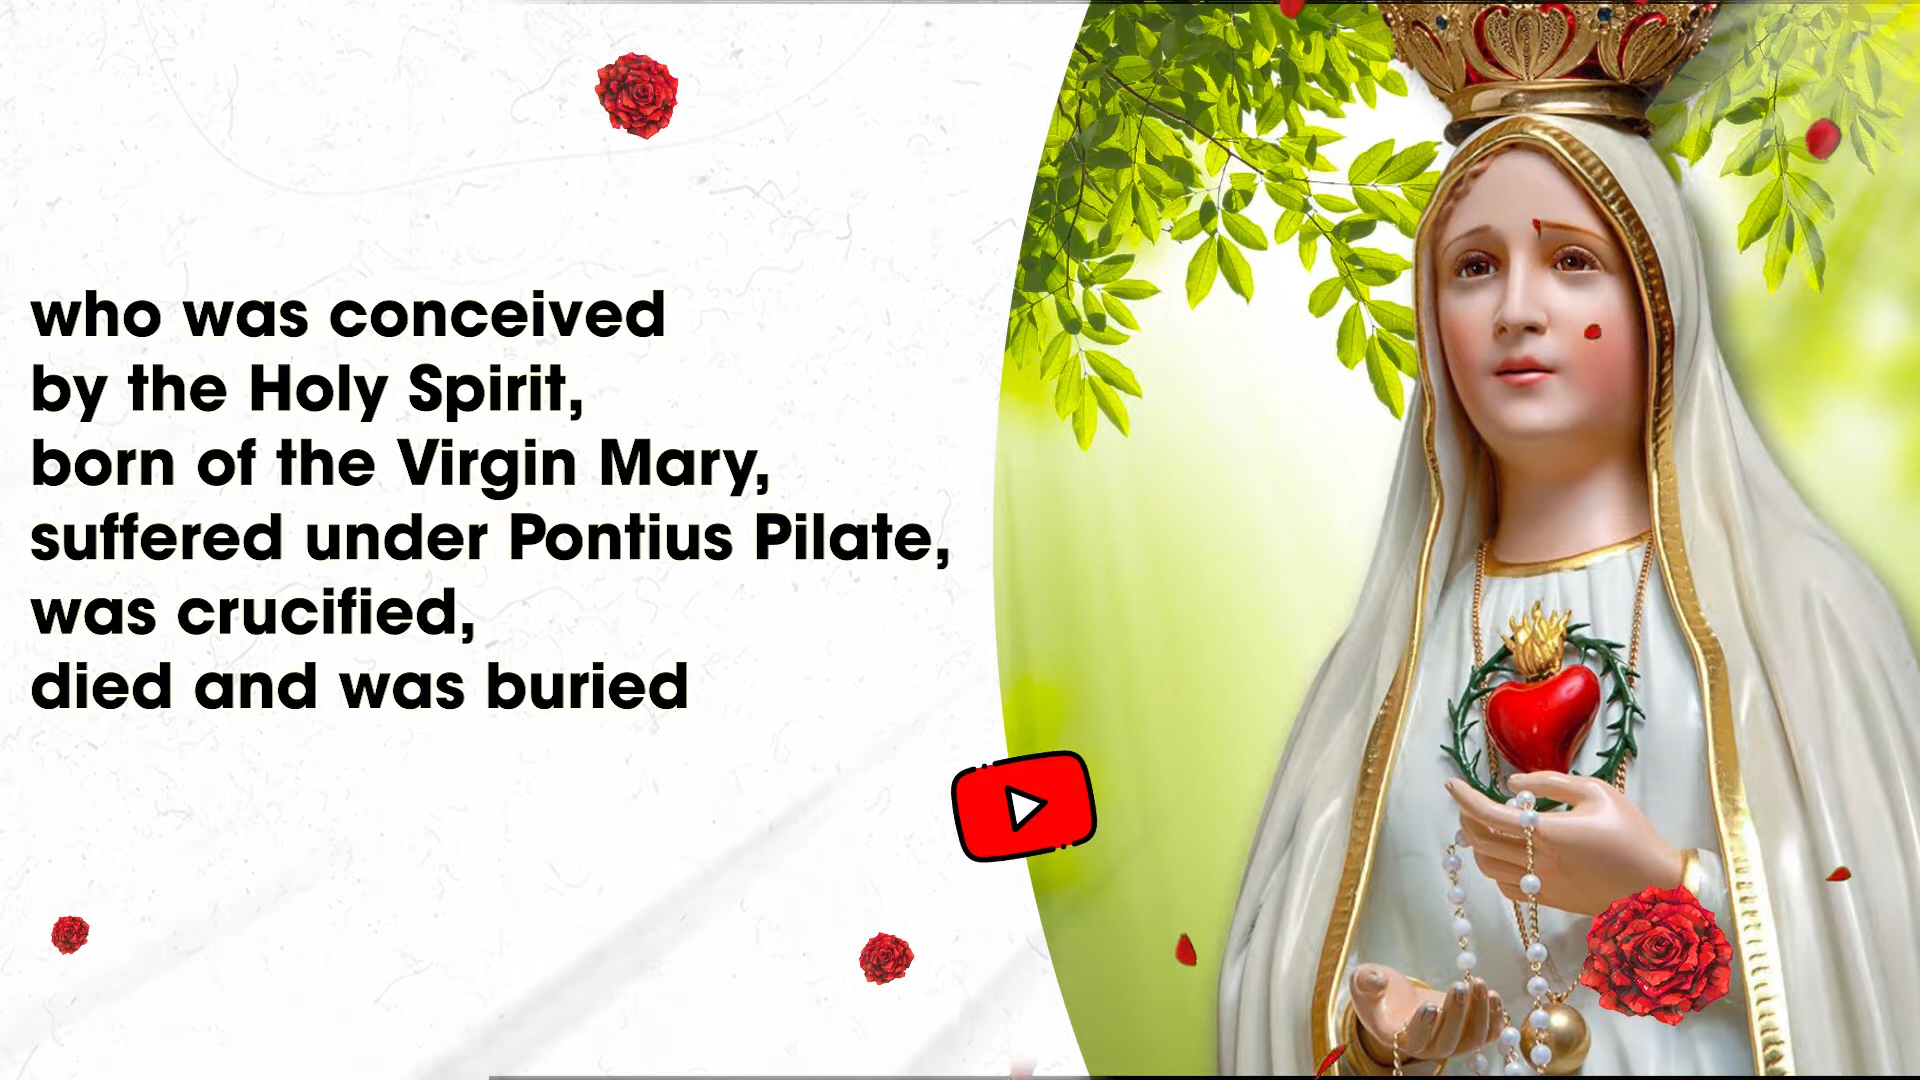 who was conceived
by the Holy Spirit,
born of the Virgin Mary,
suffered under Pontius Pilate,
was crucified,
died and was buried